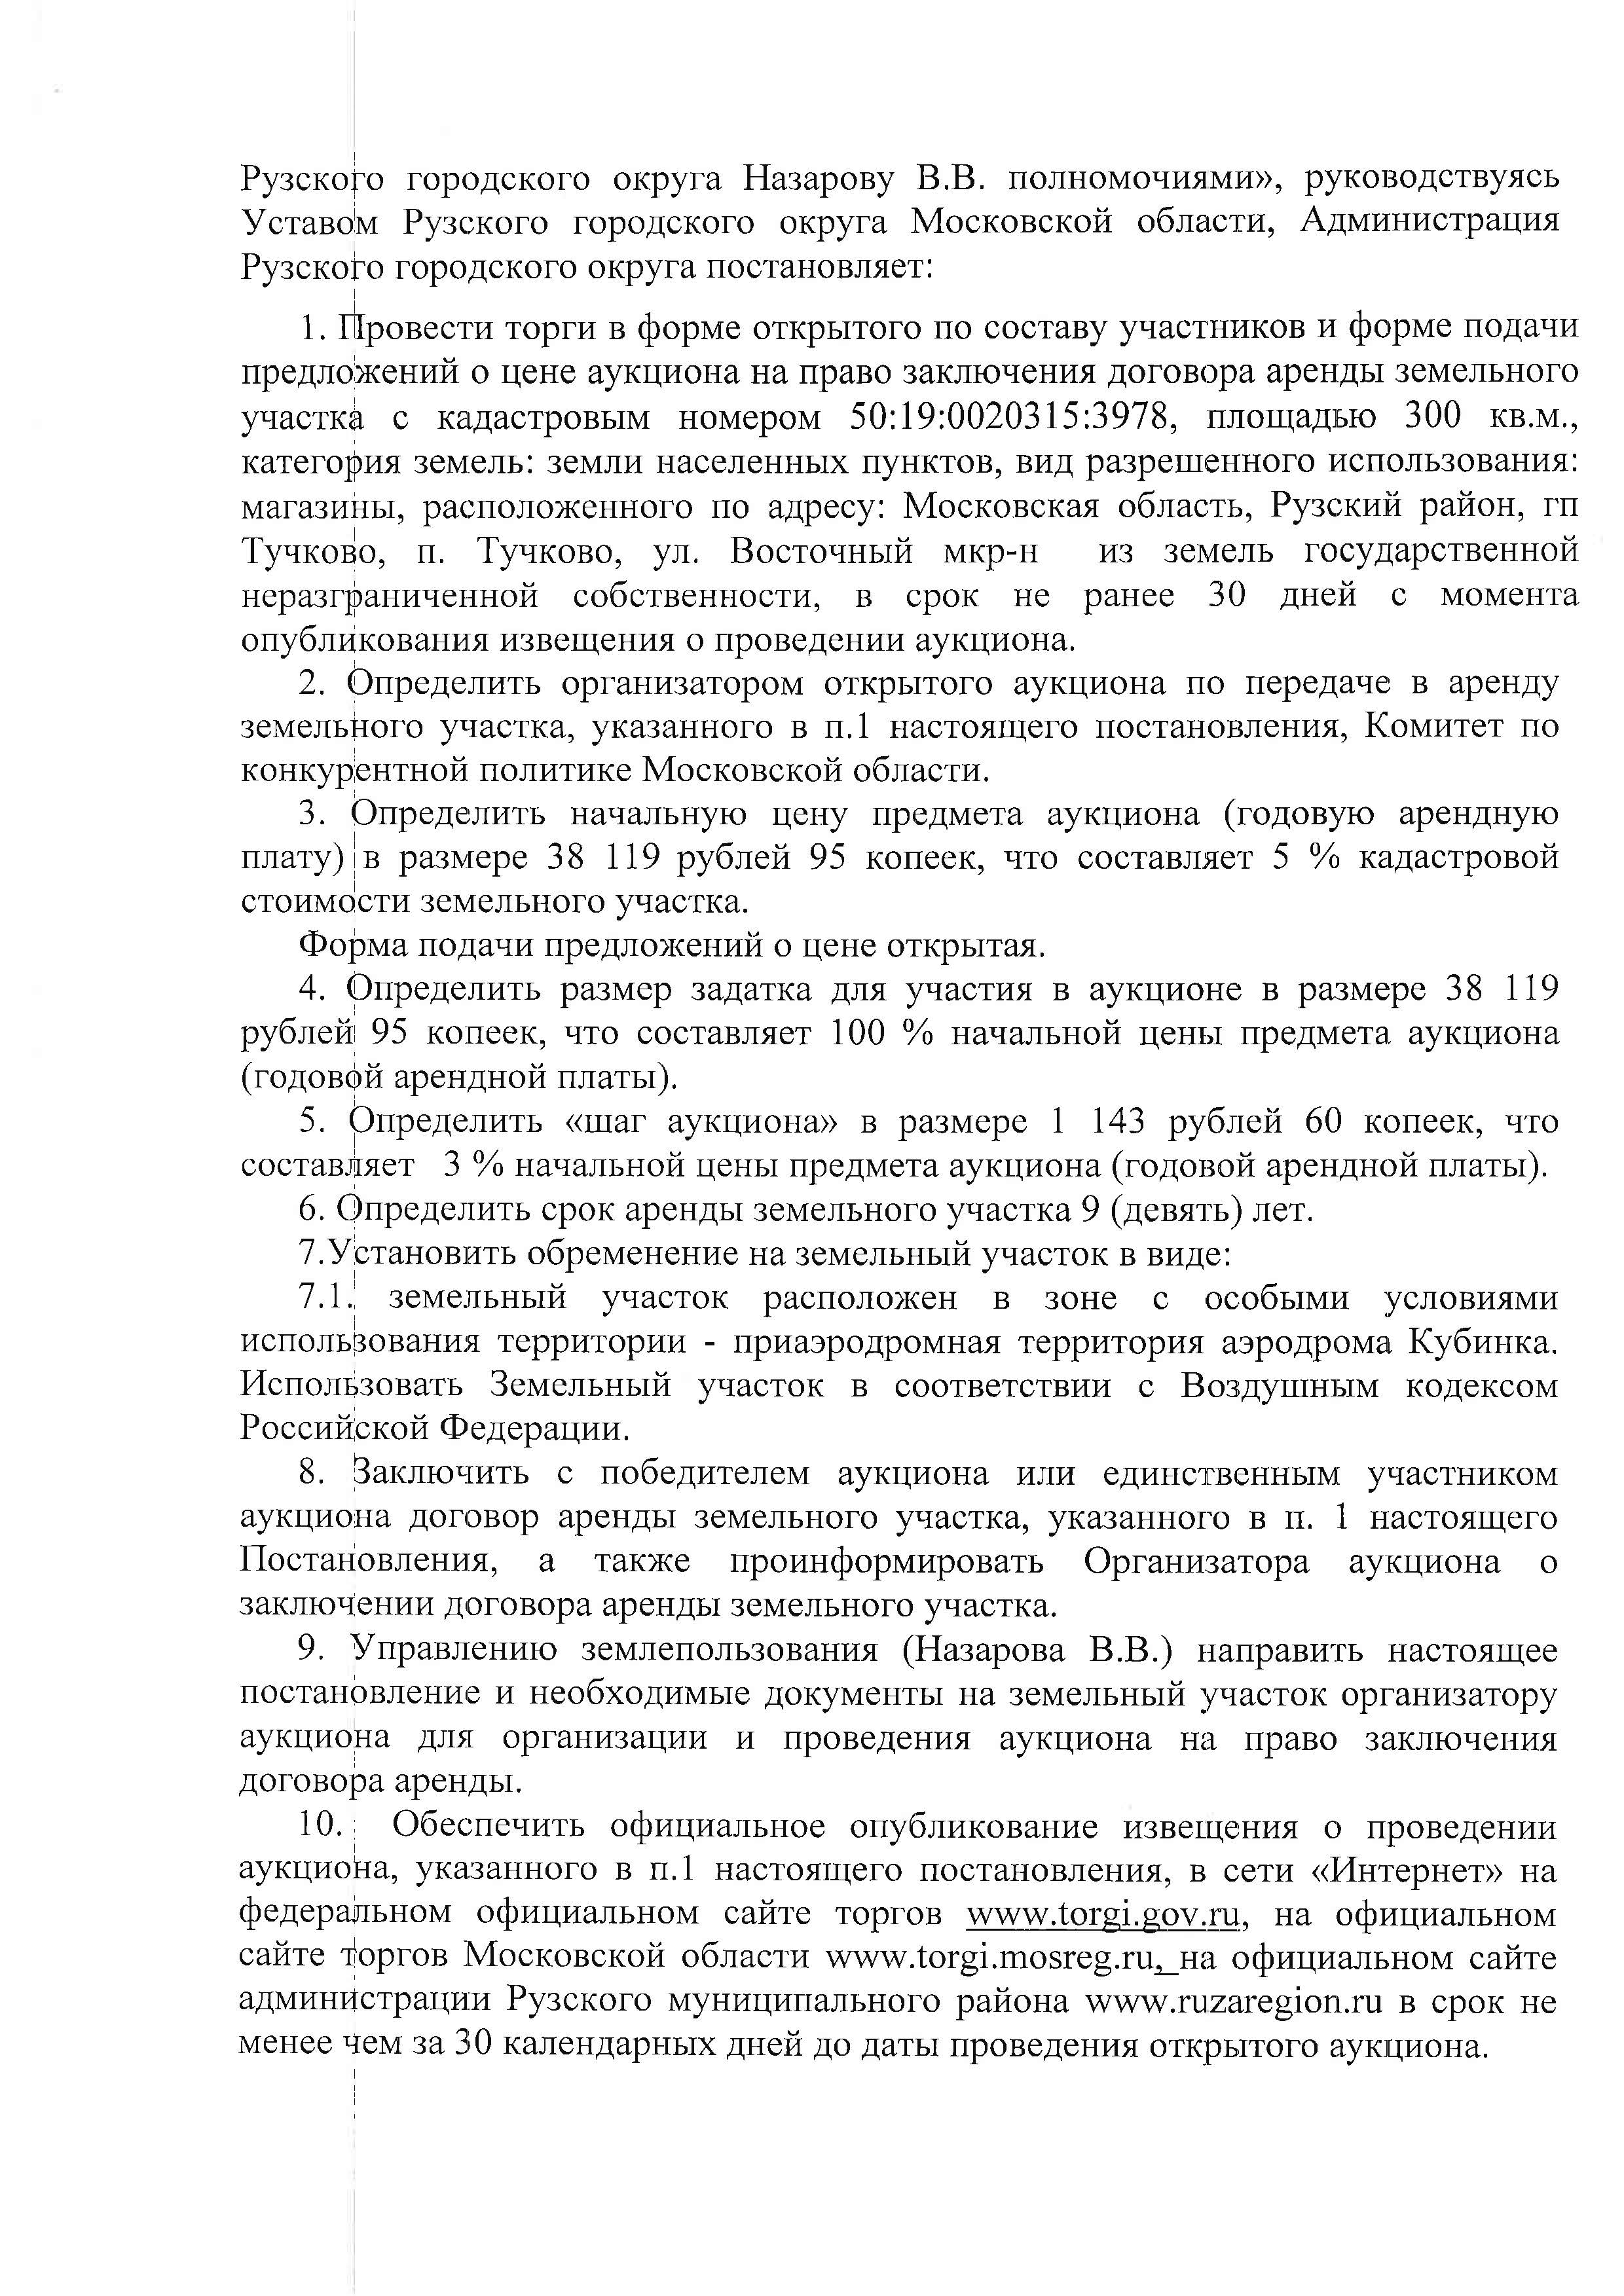 Рузского городского округа Назарову В.В. полномочиями», руководствуясь
Уставом Рузского городского округа Московской области, Администрация
Рузского городского округа постановляет:
1. Провести торги в форме открытого по составу участников и форме подачи
предложений о цене аукциона на право заключения договора аренды земельного
участка с кадастровым номером 50:19:0020315:3978, площадью 300 кв.м.,
категория земель: земли населенных пунктов, вид разрешенного использования:
магазины, расположенного по адресу: Московская область, Рузский район, гп
Тучково, п. Тучково, ул. Восточный мкр-н из земель государственной
неразграниченной собственности, в срок не ранее 30 дней с момента
опубликования извещения о проведении аукциона.
2. Определить организатором открытого аукциона по передаче в аренду
земельного участка, указанного в п.1 настоящего постановления, Комитет по
конкурентной политике Московской области.
3. Определить начальную цену предмета аукциона (годовую арендную
плату) в размере 38 119 рублей 95 копеек, что составляет 5 % кадастровой
стоимости земельного участка.
Форма подачи предложений о цене открытая.
4. Определить размер задатка для участия в аукционе в размере 38 119
рублей 95 копеек, что составляет 100 % начальной цены предмета аукциона
(годовой арендной платы).
5. Определить «шаг аукциона» в размере 1 143 рублей 60 копеек, что
составляет 3 % начальной цены предмета аукциона (годовой арендной платы).
6. Определить срок аренды земельного участка 9 (девять) лет.
7.Установить обременение на земельный участок в виде:
7.1. земельный участок расположен в зоне с особыми условиями
использования территории - приаэродромная территория аэродрома Кубинка.
Использовать Земельный участок в соответствии с Воздушным кодексом
Российской Федерации.
8. Заключить с победителем аукциона или единственным участником
аукциона договор аренды земельного участка, указанного в п. 1 настоящего
Постановления, а также проинформировать Организатора аукциона о
заключении договора аренды земельного участка.
9. Управлению землепользования (Назарова В.В.) направить настоящее
постановление и необходимые документы на земельный участок организатору
аукциона для организации и проведения аукциона на право заключения
договора аренды.
10. Обеспечить официальное опубликование извещения о проведении
аукциона, указанного в п.1 настоящего постановления, в сети «Интернет» на
федеральном официальном сайте торгов www.torgi.gov.ru, на официальном
сайте торгов Московской области www.torgi.mosreg.ru, на официальном сайте
администрации Рузского муниципального района www.ruzaregion.ru в срок не
менее чем за 30 календарных дней до даты проведения открытого аукциона.